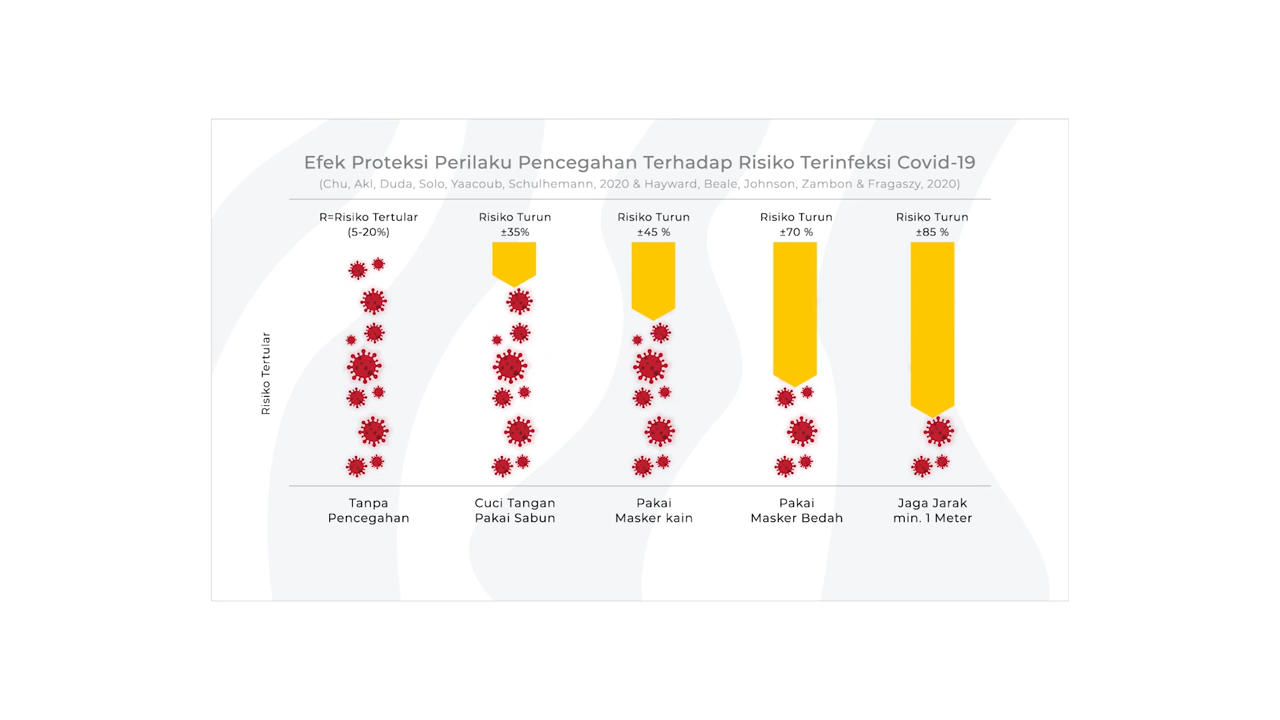 Efek Proteksi Perilaku Pencegahan Terhadap Risiko Terinfeksi Covid-19
(Chu, Akl, Duda, Solo, Yaacoub, Schulhemann, 2020 & Hayward, Beale, Johnson, Zambon & Fragaszy, 2020)
R=Risiko Tertular
(5-20%)
Risiko Turun
±35%
Risiko Turun
±45 %
Risiko Turun
±70 %
Risiko Turun
±85 %
Risiko Tertular
Tanpa
Pencegahan
Cuci Tangan
Pakai Sabun
Pakai
Masker kain
Pakai
Masker Bedah
Jaga Jarak
min. 1 Meter